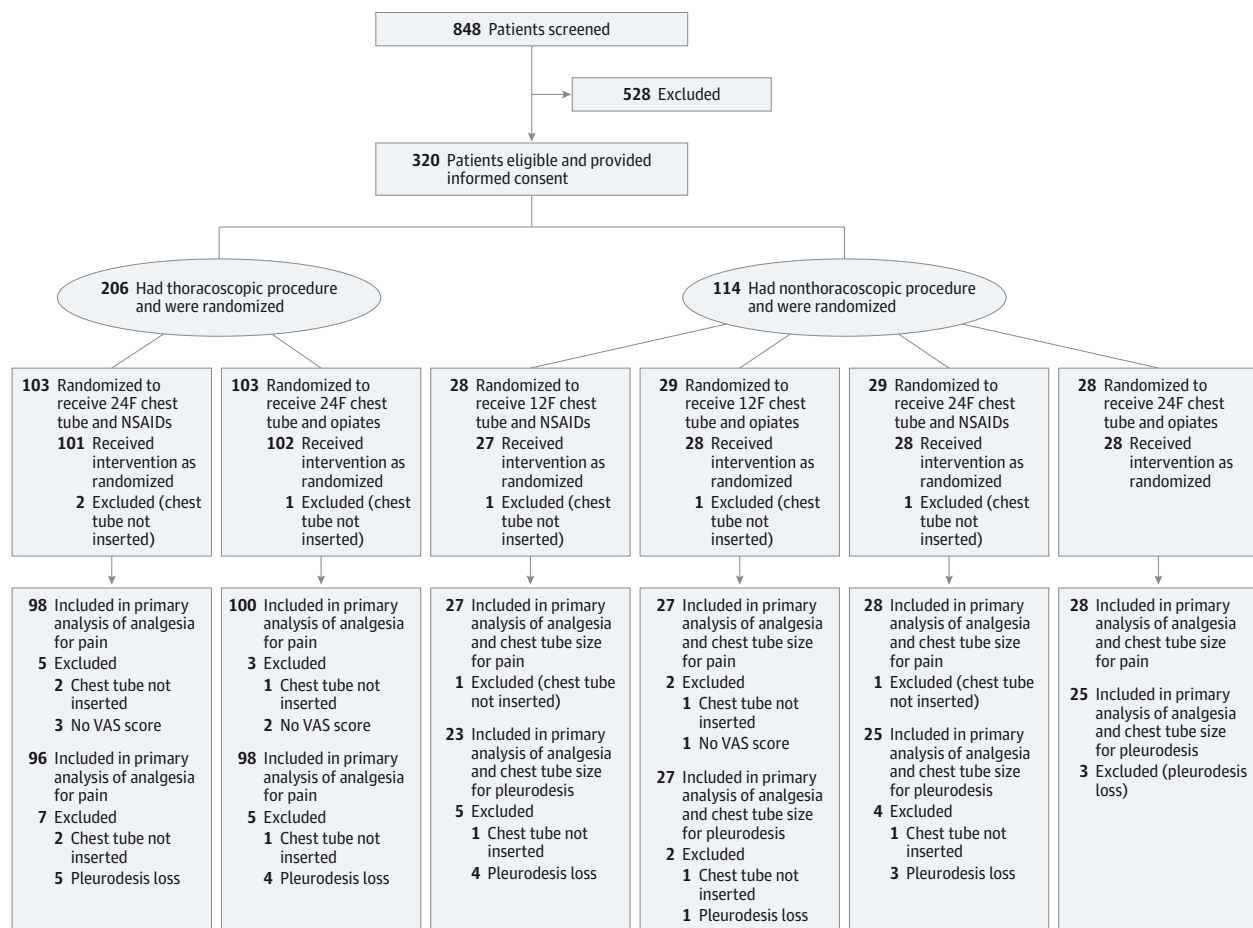 848 Patients screened
528 Excluded
320 Patients eligible and provided
informed consent
206 Had thoracoscopic procedure
and were randomized
114 Had nonthoracoscopic procedure
and were randomized
103 Randomized to
receive 24F chest
tube and NSAIDs
101 Received
intervention as
randomized
2 Excluded (chest
tube not
inserted)
103 Randomized to
receive 24F chest
tube and opiates
102 Received
intervention as
randomized
1 Excluded (chest
tube not
inserted)
28 Randomized to
receive 12F chest
tube and NSAIDs
27 Received
intervention as
randomized
1 Excluded (chest
tube not
inserted)
29 Randomized to
receive 12F chest
tube and opiates
28 Received
intervention as
randomized
1 Excluded (chest
tube not
inserted)
29 Randomized to
receive 24F chest
tube and NSAIDs
28 Received
intervention as
randomized
1 Excluded (chest
tube not
inserted)
28 Randomized to
receive 24F chest
tube and opiates
28 Received
intervention as
randomized
98 Included in primary
analysis of analgesia
for pain
5 Excluded
2 Chest tube not
inserted
3 No VAS score
96 Included in primary
analysis of analgesia
for pain
7 Excluded
2 Chest tube not
inserted
5 Pleurodesis loss
100 Included in primary
analysis of analgesia
for pain
3 Excluded
1 Chest tube not
inserted
2 No VAS score
98 Included in primary
analysis of analgesia
for pain
5 Excluded
1 Chest tube not
inserted
4 Pleurodesis loss
27 Included in primary
analysis of analgesia
and chest tube size
for pain
1 Excluded (chest tube
not inserted)
23 Included in primary
analysis of analgesia
and chest tube size
for pleurodesis
5 Excluded
1 Chest tube not
inserted
4 Pleurodesis loss
27 Included in primary
analysis of analgesia
and chest tube size
for pain
2 Excluded
1 Chest tube not
inserted
1 No VAS score
27 Included in primary
analysis of analgesia
and chest tube size
for pleurodesis
2 Excluded
1 Chest tube not
inserted
1 Pleurodesis loss
28 Included in primary
analysis of analgesia
and chest tube size
for pain
1 Excluded (chest tube
not inserted)
25 Included in primary
analysis of analgesia
and chest tube size
for pleurodesis
4 Excluded
1 Chest tube not
inserted
3 Pleurodesis loss
28 Included in primary
analysis of analgesia
and chest tube size
for pain
25 Included in primary
analysis of analgesia
and chest tube size
for pleurodesis
3 Excluded (pleurodesis
loss)